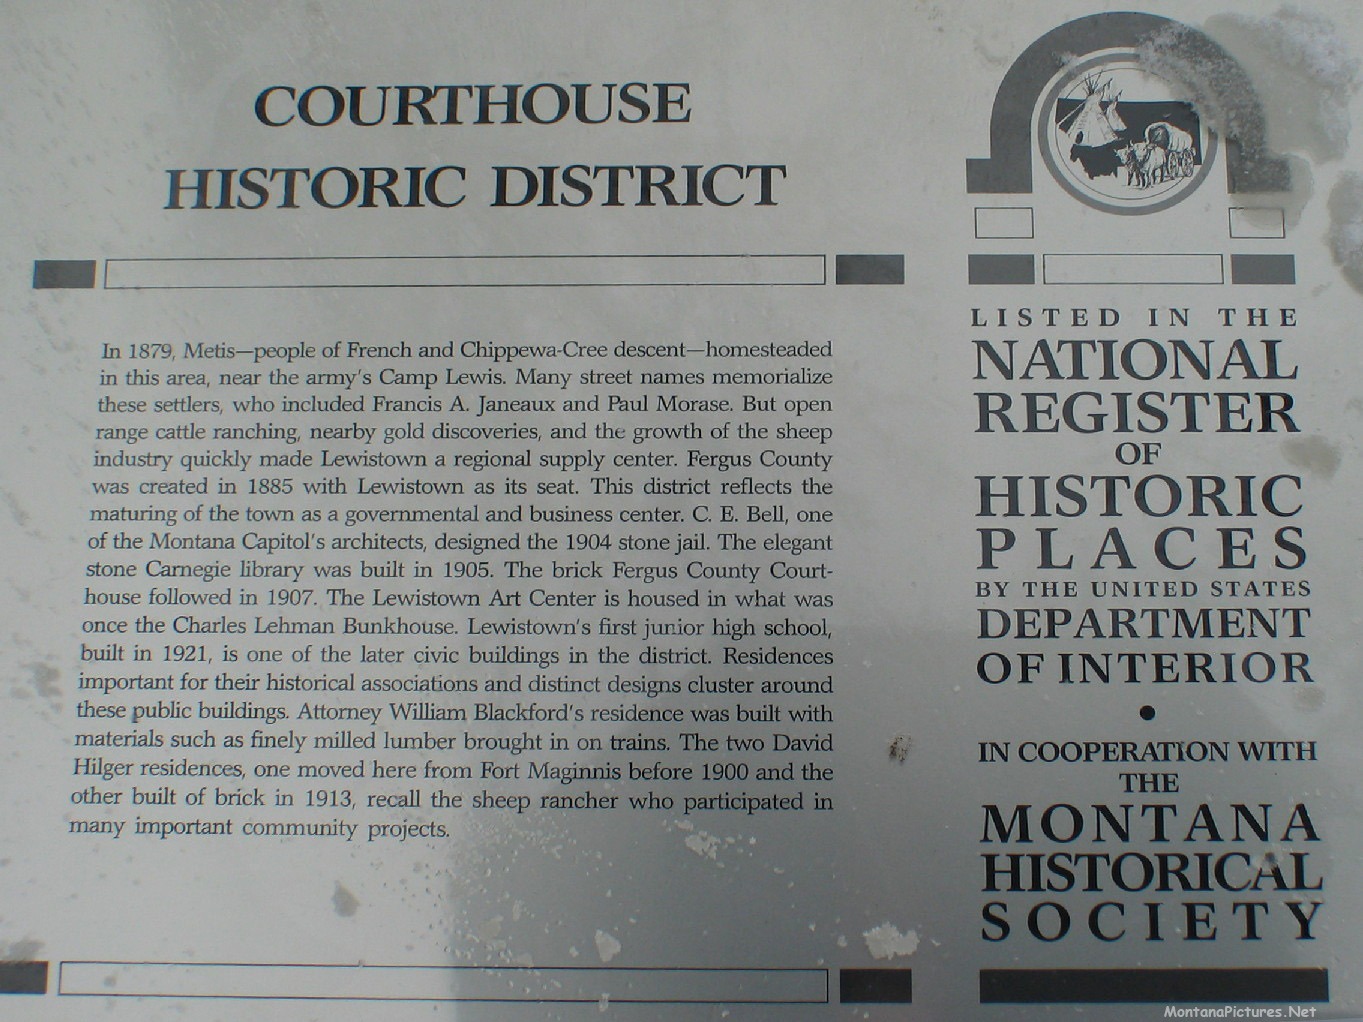 COURTHOUSE
HISTORIC DISTRICT
In 1879, Metis—people of French and Chippewa-Cree descent—homesteaded
in this area, near the army's Camp Lewis. Many street names memorialize
these settlers, who included Francis A. Janeaux and Paul Morase. But open
range cattle ranching, nearby gold discoveries, and the growth of the sheep
industry quickly made Lewistown a regional supply center. Fergus County
was created in 1885 with Lewistown as its seat. This district reflects the
maturing of the town as a governmental and business center. C. E. Bell, one
of the Montana Capitol's architects, designed the 1904 stone jail. The elegant
stone Carnegie library was built in 1905. The brick Fergus County Court-
house followed in 1907. The Lewistown Art Center is housed in what was
once the Charles Lehman Bunkhouse. Lewistown's first junior high school,
built in 1921, is one of the later civic buildings in the district. Residences
important for their historical associations and distinct designs cluster around
these public buildings. Attorney William Blackford's residence was built with
materials such as finely milled lumber brought in on trains. The two David
Hilger residences, one moved here from Fort Maginnis before 1900 and the
other built of brick in 1913, recall the sheep rancher who participated in
many important community projects.
LISTED IN THE
NATIONAL
REGISTER
OF
HISTORIC
PLACES
BY THE UNITED STATES
DEPARTMENT
OF INTERIOR
IN COOPERATION WITH
THE
MONTANA
HISTORICAL
SOCIETY
MontanaPictures.Net